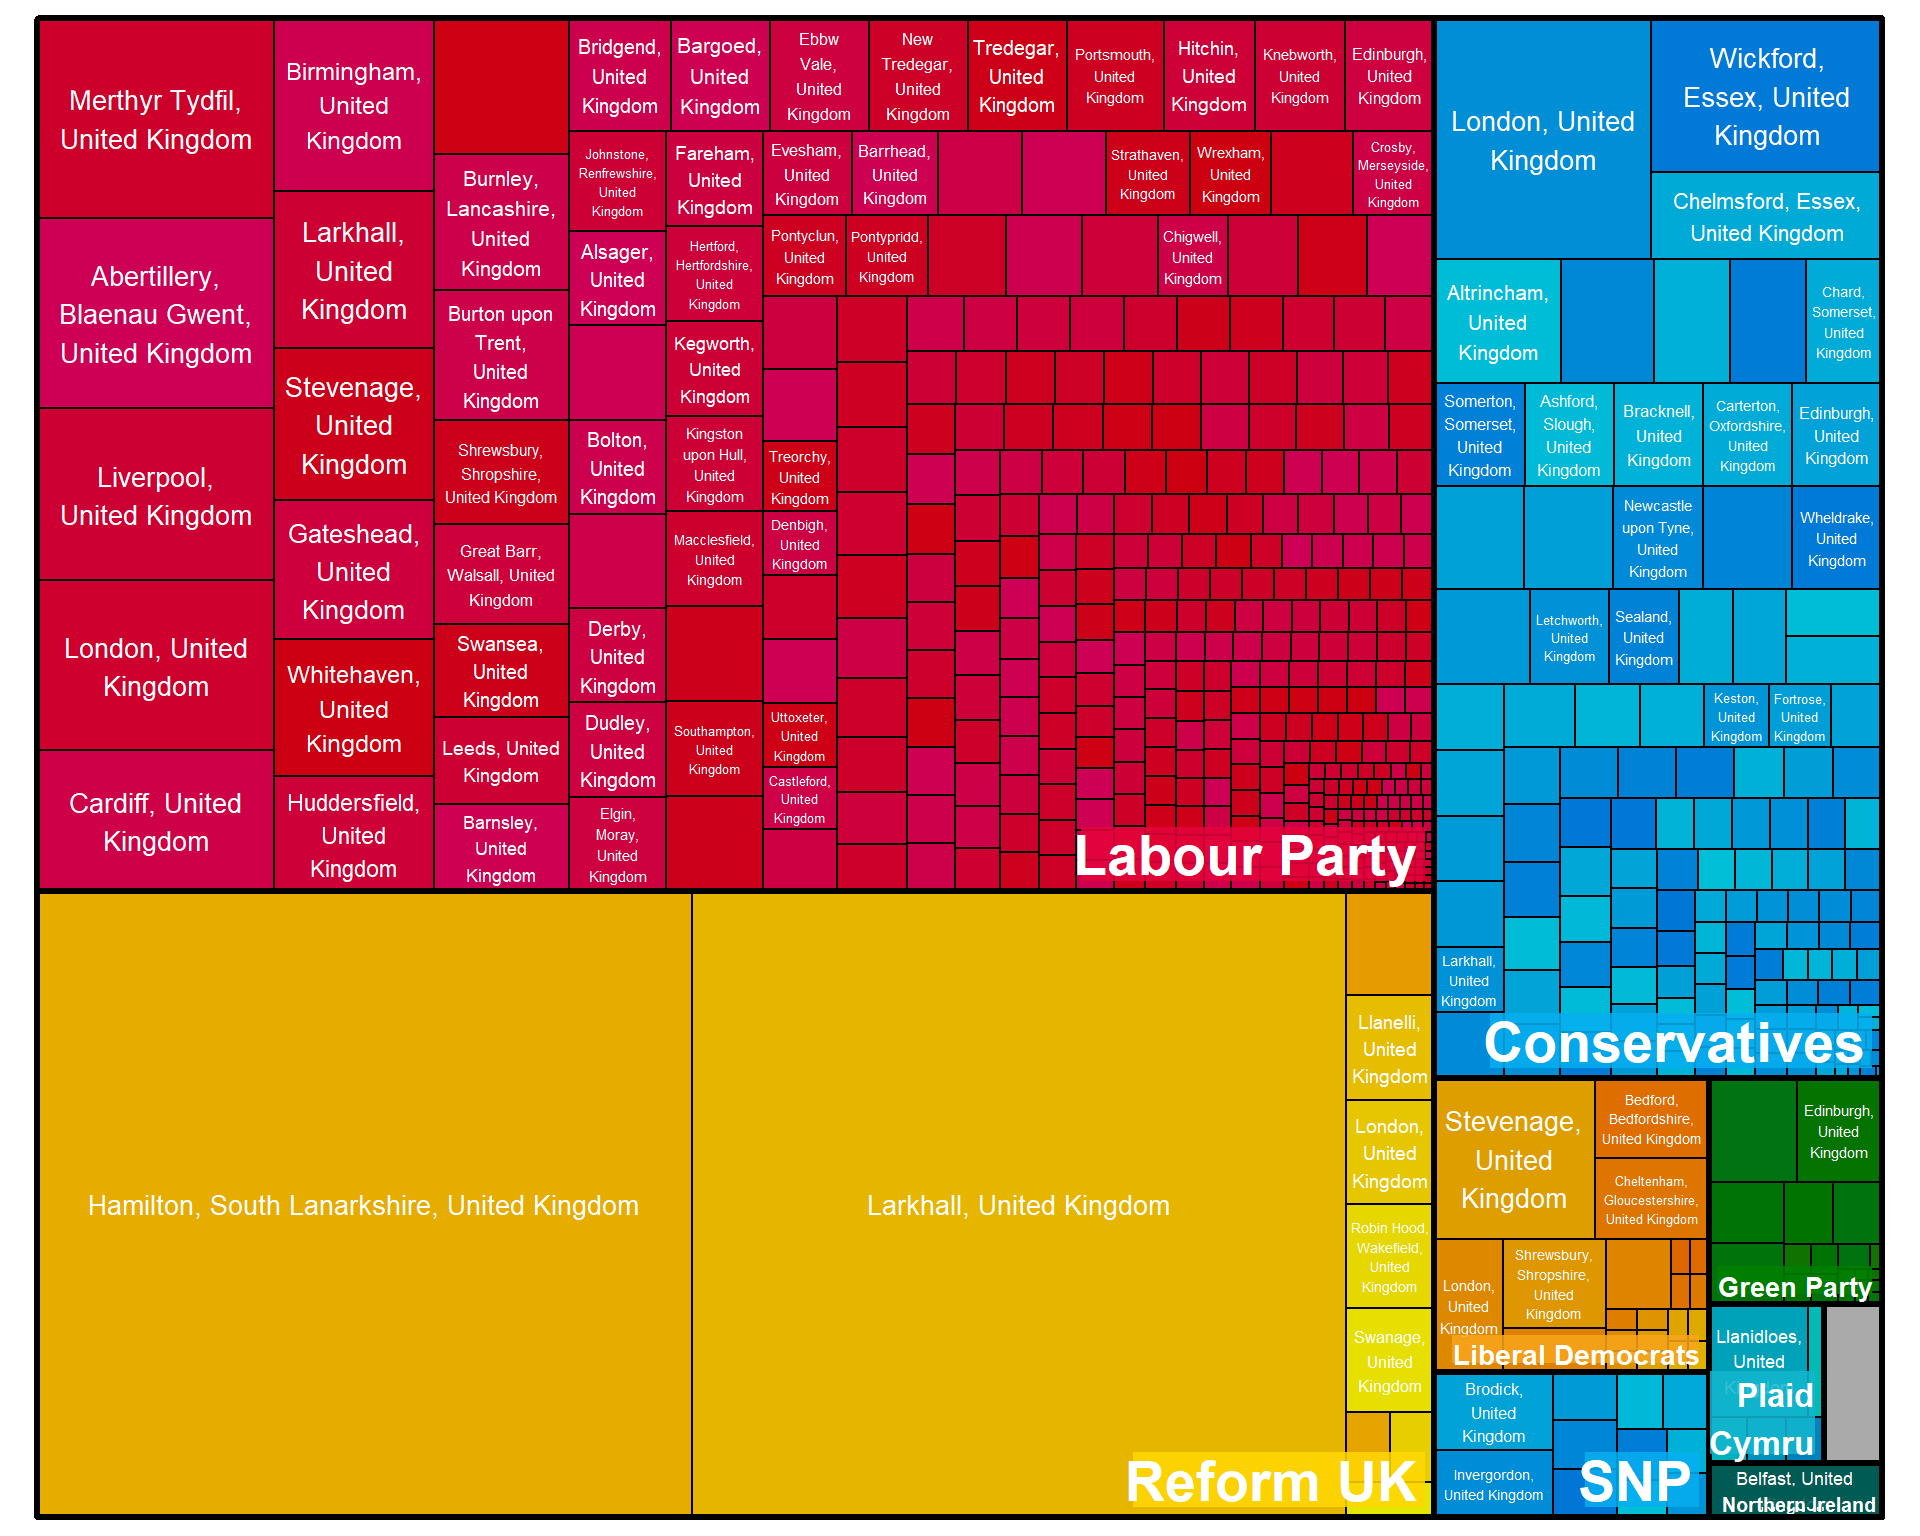 Merthyr Tydfil,
United Kingdom
Abertillery,
Blaenau Gwent,
United Kingdom
Liverpool,
United Kingdom
London, United
Kingdom
Cardiff, United
Kingdom
Birmingham,
United
Kingdom
Larkhall,
United
Kingdom
Stevenage,
United
Kingdom
Gateshead,
United
Kingdom
Whitehaven,
United
Kingdom
Huddersfield,
United
Kingdom
Burnley,
Lancashire,
United
Kingdom
Burton upon
Trent,
United
Kingdom
Shrewsbury,
Shropshire,
United Kingdom
Great Barr,
Walsall, United
Kingdom
Swansea,
United
Kingdom
Leeds, United
Kingdom
Barnsley,
United
Kingdom
Bridgend,
United
Kingdom
Johnstone,
Renfrewshire,
United
Kingdom
Alsager,
United
Kingdom
Bolton,
United
Kingdom
Derby,
United
Kingdom
Dudley,
United
Kingdom
Elgin,
Moray,
United
Kingdom
Bargoed,
United
Kingdom
Fareham,
United
Kingdom
Hertford,
Hertfordshire,
United
Kingdom
Kegworth,
United
Kingdom
Kingston
upon Hull,
United
Kingdom
Macclesfield,
United
Kingdom
Southampton,
United
Kingdom
Ebbw
Vale,
United
Kingdom
New
Tredegar,
United
Kingdom
Tredegar,
United
Kingdom
Portsmouth,
United
Kingdom
Hitchin,
United
Kingdom
Knebworth,
United
Kingdom
Edinburgh,
United
Kingdom
Evesham,
United
Kingdom
Barrhead,
United
Kingdom
Strathaven,
United
Kingdom
Wrexham,
United
Kingdom
Crosby,
Merseyside,
United
Kingdom
Pontyclun,
United
Kingdom
Pontypridd,
United
Kingdom
Chigwell,
United
Kingdom
Treorchy,
United
Kingdom
Denbigh,
United
Kingdom
Uttoxeter,
United
Kingdom
Castleford,
United
Kingdom
Labour Party
Hamilton, South Lanarkshire, United Kingdom
Larkhall, United Kingdom
Llanelli,
United
Kingdom
London,
United
Kingdom
Robin Hood,
Wakefield,
United
Kingdom
Swanage,
United
Kingdom
Reform UK
London, United
Kingdom
Wickford,
Essex, United
Kingdom
Chelmsford, Essex,
United Kingdom
Altrincham,
United
Kingdom
Chard,
Somerset,
United
Kingdom
Somerton,
Somerset,
United
Kingdom
Ashford,
Slough,
United
Kingdom
Bracknell,
United
Kingdom
Carterton,
Oxfordshire,
United
Kingdom
Edinburgh,
United
Kingdom
Newcastle
upon Tyne,
United
Kingdom
Wheldrake,
United
Kingdom
Letchworth,
United
Kingdom
Sealand,
United
Kingdom
Keston,
United
Kingdom
Fortrose,
United
Kingdom
Larkhall,
United
Kingdom
Conservatives
Stevenage,
United
Kingdom
Bedford,
Bedfordshire,
United Kingdom
Cheltenham,
Gloucestershire,
United Kingdom
London,
United
Kingdom
Shrewsbury,
Shropshire,
United
Kingdom
Liberal Democrats
Edinburgh,
United
Kingdom
Green Party
Brodick,
United
Kingdom
Invergordon,
United Kingdom
SNP
Llanidloes,
United
Plaid
Cymru
Belfast, United
Northern Ireland